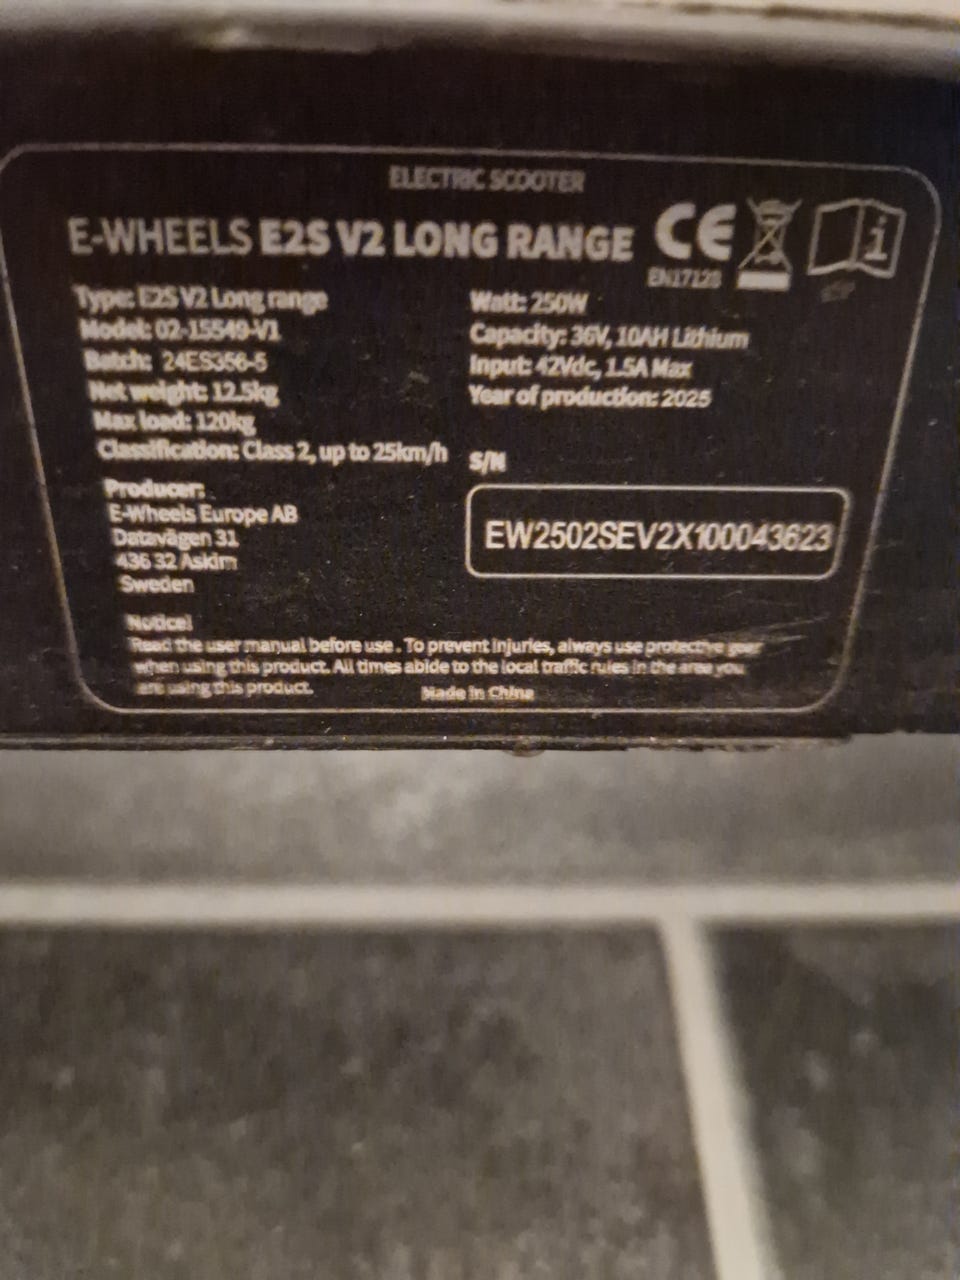 ELECTRIC SCOOTER
E-WHEELS E2S V2 LONG RANGE
CE
EN17128
i
Type: E2S V2 Long range
Model: 02-15549-V1
Batch: 24ES356-5
Net weight: 12.5kg
Max load: 120kg
Classification: Class 2, up to 25km/h
Watt: 250W
Capacity: 36V, 10AH Lithium
Input: 42Vdc, 1.5A Max
Year of production: 2025
S/N
EW2502SEV2X100043623
Producer:
E-Wheels Europe AB
Datavägen 31
436 32 Askim
Sweden
Notice!
Read the user manual before use. To prevent injuries, always use protective gear
when using this product. All times abide to the local traffic rules in the area you
are using this product.
Made in China